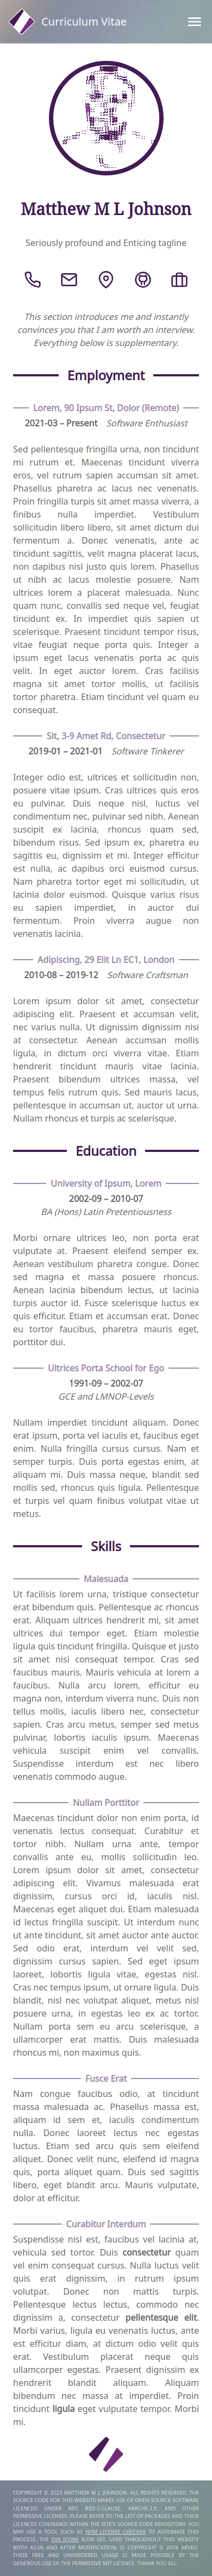 Curriculum Vitae
Matthew M L Johnson
Seriously profound and Enticing tagline
This section introduces me and instantly
convinces you that I am worth an interview.
Everything below is supplementary.
Employment
Lorem, 90 Ipsum St, Dolor (Remote)
2021-03 – Present Software Enthusiast
Sed pellentesque fringilla urna, non tincidunt
mi rutrum et. Maecenas tincidunt viverra
eros, vel rutrum sapien accumsan sit amet.
Phasellus pharetra ac lacus nec venenatis.
Proin fringilla turpis sit amet massa viverra, a
finibus nulla imperdiet. Vestibulum
sollicitudin libero libero, sit amet dictum dui
fermentum a. Donec venenatis, ante ac
tincidunt sagittis, velit magna placerat lacus,
non dapibus nisl justo quis lorem. Phasellus
ut nibh ac lacus molestie posuere. Nam
ultrices lorem a placerat malesuada. Nunc
quam nunc, convallis sed neque vel, feugiat
tincidunt ex. In imperdiet quis sapien ut
scelerisque. Praesent tincidunt tempor risus,
vitae feugiat neque porta quis. Integer a
ipsum eget lacus venenatis porta ac quis
velit. In eget auctor lorem. Cras facilisis
magna sit amet tortor mollis, ut facilisis
tortor pharetra. Etiam tincidunt vel quam eu
consequat.
Sit, 3-9 Amet Rd, Consectetur
2019-01 – 2021-01 Software Tinkerer
Integer odio est, ultrices et sollicitudin non,
posuere vitae ipsum. Cras ultrices quis eros
eu pulvinar. Duis neque nisl, luctus vel
condimentum nec, pulvinar sed nibh. Aenean
suscipit ex lacinia, rhoncus quam sed,
bibendum risus. Sed ipsum ex, pharetra eu
sagittis eu, dignissim et mi. Integer efficitur
est nulla, ac dapibus orci euismod cursus.
Nam pharetra tortor eget mi sollicitudin, ut
lacinia dolor euismod. Quisque varius risus
eu sapien imperdiet, in auctor dui
fermentum. Proin viverra augue non
venenatis lacinia.
Adipiscing, 29 Elit Ln EC1, London
2010-08 – 2019-12 Software Craftsman
Lorem ipsum dolor sit amet, consectetur
adipiscing elit. Praesent et accumsan velit,
nec varius nulla. Ut dignissim dignissim nisi
at consectetur. Aenean accumsan mollis
ligula, in dictum orci viverra vitae. Etiam
hendrerit tincidunt mauris vitae lacinia.
Praesent bibendum ultrices massa, vel
tempus felis rutrum quis. Sed mauris lacus,
pellentesque in accumsan ut, auctor ut urna.
Nullam rhoncus et turpis ac scelerisque.
Education
University of Ipsum, Lorem
2002-09 – 2010-07
BA (Hons) Latin Pretentiousness
Morbi ornare ultrices leo, non porta erat
vulputate at. Praesent eleifend semper ex.
Aenean vestibulum pharetra congue. Donec
sed magna et massa posuere rhoncus.
Aenean lacinia bibendum lectus, ut lacinia
turpis auctor id. Fusce scelerisque luctus ex
quis efficitur. Etiam et accumsan erat. Donec
eu tortor faucibus, pharetra mauris eget,
porttitor dui.
Ultrices Porta School for Ego
1991-09 – 2002-07
GCE and LMNOP-Levels
Nullam imperdiet tincidunt aliquam. Donec
erat ipsum, porta vel iaculis et, faucibus eget
enim. Nulla fringilla cursus cursus. Nam et
semper turpis. Duis porta egestas enim, at
aliquam mi. Duis massa neque, blandit sed
mollis sed, rhoncus quis ligula. Pellentesque
et turpis vel quam finibus volutpat vitae ut
metus.
Skills
Malesuada
Ut facilisis lorem urna, tristique consectetur
erat bibendum quis. Pellentesque ac rhoncus
erat. Aliquam ultrices hendrerit mi, sit amet
ultrices dui tempor eget. Etiam molestie
ligula quis tincidunt fringilla. Quisque et justo
sit amet nisi consequat tempor. Cras sed
faucibus mauris. Mauris vehicula at lorem a
faucibus. Nulla arcu lorem, efficitur eu
magna non, interdum viverra nunc. Duis non
tellus mollis, iaculis libero nec, consectetur
sapien. Cras arcu metus, semper sed metus
pulvinar, lobortis iaculis ipsum. Maecenas
vehicula suscipit enim vel convallis.
Suspendisse interdum est nec libero
venenatis commodo augue.
Nullam Porttitor
Maecenas tincidunt dolor non enim porta, id
venenatis lectus consequat. Curabitur et
tortor nibh. Nullam urna ante, tempor
convallis ante eu, mollis sollicitudin leo.
Lorem ipsum dolor sit amet, consectetur
adipiscing elit. Vivamus malesuada erat
dignissim, cursus orci id, iaculis nisl.
Maecenas eget aliquet dui. Etiam malesuada
id lectus fringilla suscipit. Ut interdum nunc
ut ante tincidunt, sit amet auctor ante auctor.
Sed odio erat, interdum vel velit sed,
dignissim cursus sapien. Sed eget ipsum
laoreet, lobortis ligula vitae, egestas nisl.
Cras nec tempus ipsum, ut ornare ligula. Duis
blandit, nisl nec volutpat aliquet, metus nisl
posuere urna, in egestas leo ex ac tortor.
Nullam porta sem eu arcu scelerisque, a
ullamcorper erat mattis. Duis malesuada
rhoncus mi, non maximus quis.
Fusce Erat
Nam congue faucibus odio, at tincidunt
massa malesuada ac. Phasellus massa est,
aliquam id sem et, iaculis condimentum
nulla. Donec laoreet lectus nec egestas
luctus. Etiam sed arcu quis sem eleifend
aliquet. Donec velit nunc, eleifend id magna
quis, porta aliquet quam. Duis sed sagittis
libero, eget blandit arcu. Mauris vulputate,
dolor at efficitur.
Curabitur Interdum
Suspendisse nisl est, faucibus vel lacinia at,
vehicula sed tortor. Duis consectetur quam
vel enim consequat cursus. Nulla luctus velit
quis erat dignissim, in rutrum ipsum
volutpat. Donec non mattis turpis.
Pellentesque lectus lectus, commodo nec
dignissim a, consectetur pellentesque elit.
Morbi varius, ligula eu venenatis luctus, ante
est efficitur diam, at dictum odio velit quis
erat. Vestibulum placerat neque quis
ullamcorper egestas. Praesent dignissim ex
hendrerit blandit aliquam. Aliquam
bibendum nec massa at imperdiet. Proin
tincidunt ligula eget vulputate tempor. Morbi
mi.
COPYRIGHT © 2023 MATTHEW M L JOHNSON, ALL RIGHTS RESERVED. THE
SOURCE CODE FOR THIS WEBSITE MAKES USE OF OPEN SOURCE SOFTWARE
LICENCED UNDER MIT, BSD-2-CLAUSE, APACHE-2.0, AND OTHER
PERMISSIVE LICENSES. PLEASE REFER TO THE LIST OF PACKAGES AND THEIR
LICENCES CONTAINED WITHIN THE SITE'S SOURCE CODE REPOSITORY. YOU
MAY USE A TOOL SUCH AS NPM LICENSE CHECKER TO AUTOMATE THIS
PROCESS. THE EVA ICONS ICON SET, USED THROUGHOUT THIS WEBSITE
BOTH AS-IN AND AFTER MODIFICATION, IS COPYRIGHT © 2018 AKVEO.
THEIR FREE AND UNHINDERED USAGE IS MADE POSSIBLE BY THE
GENEROUS USE OF THE PERMISSIVE MIT LICENCE. THANK YOU ALL.